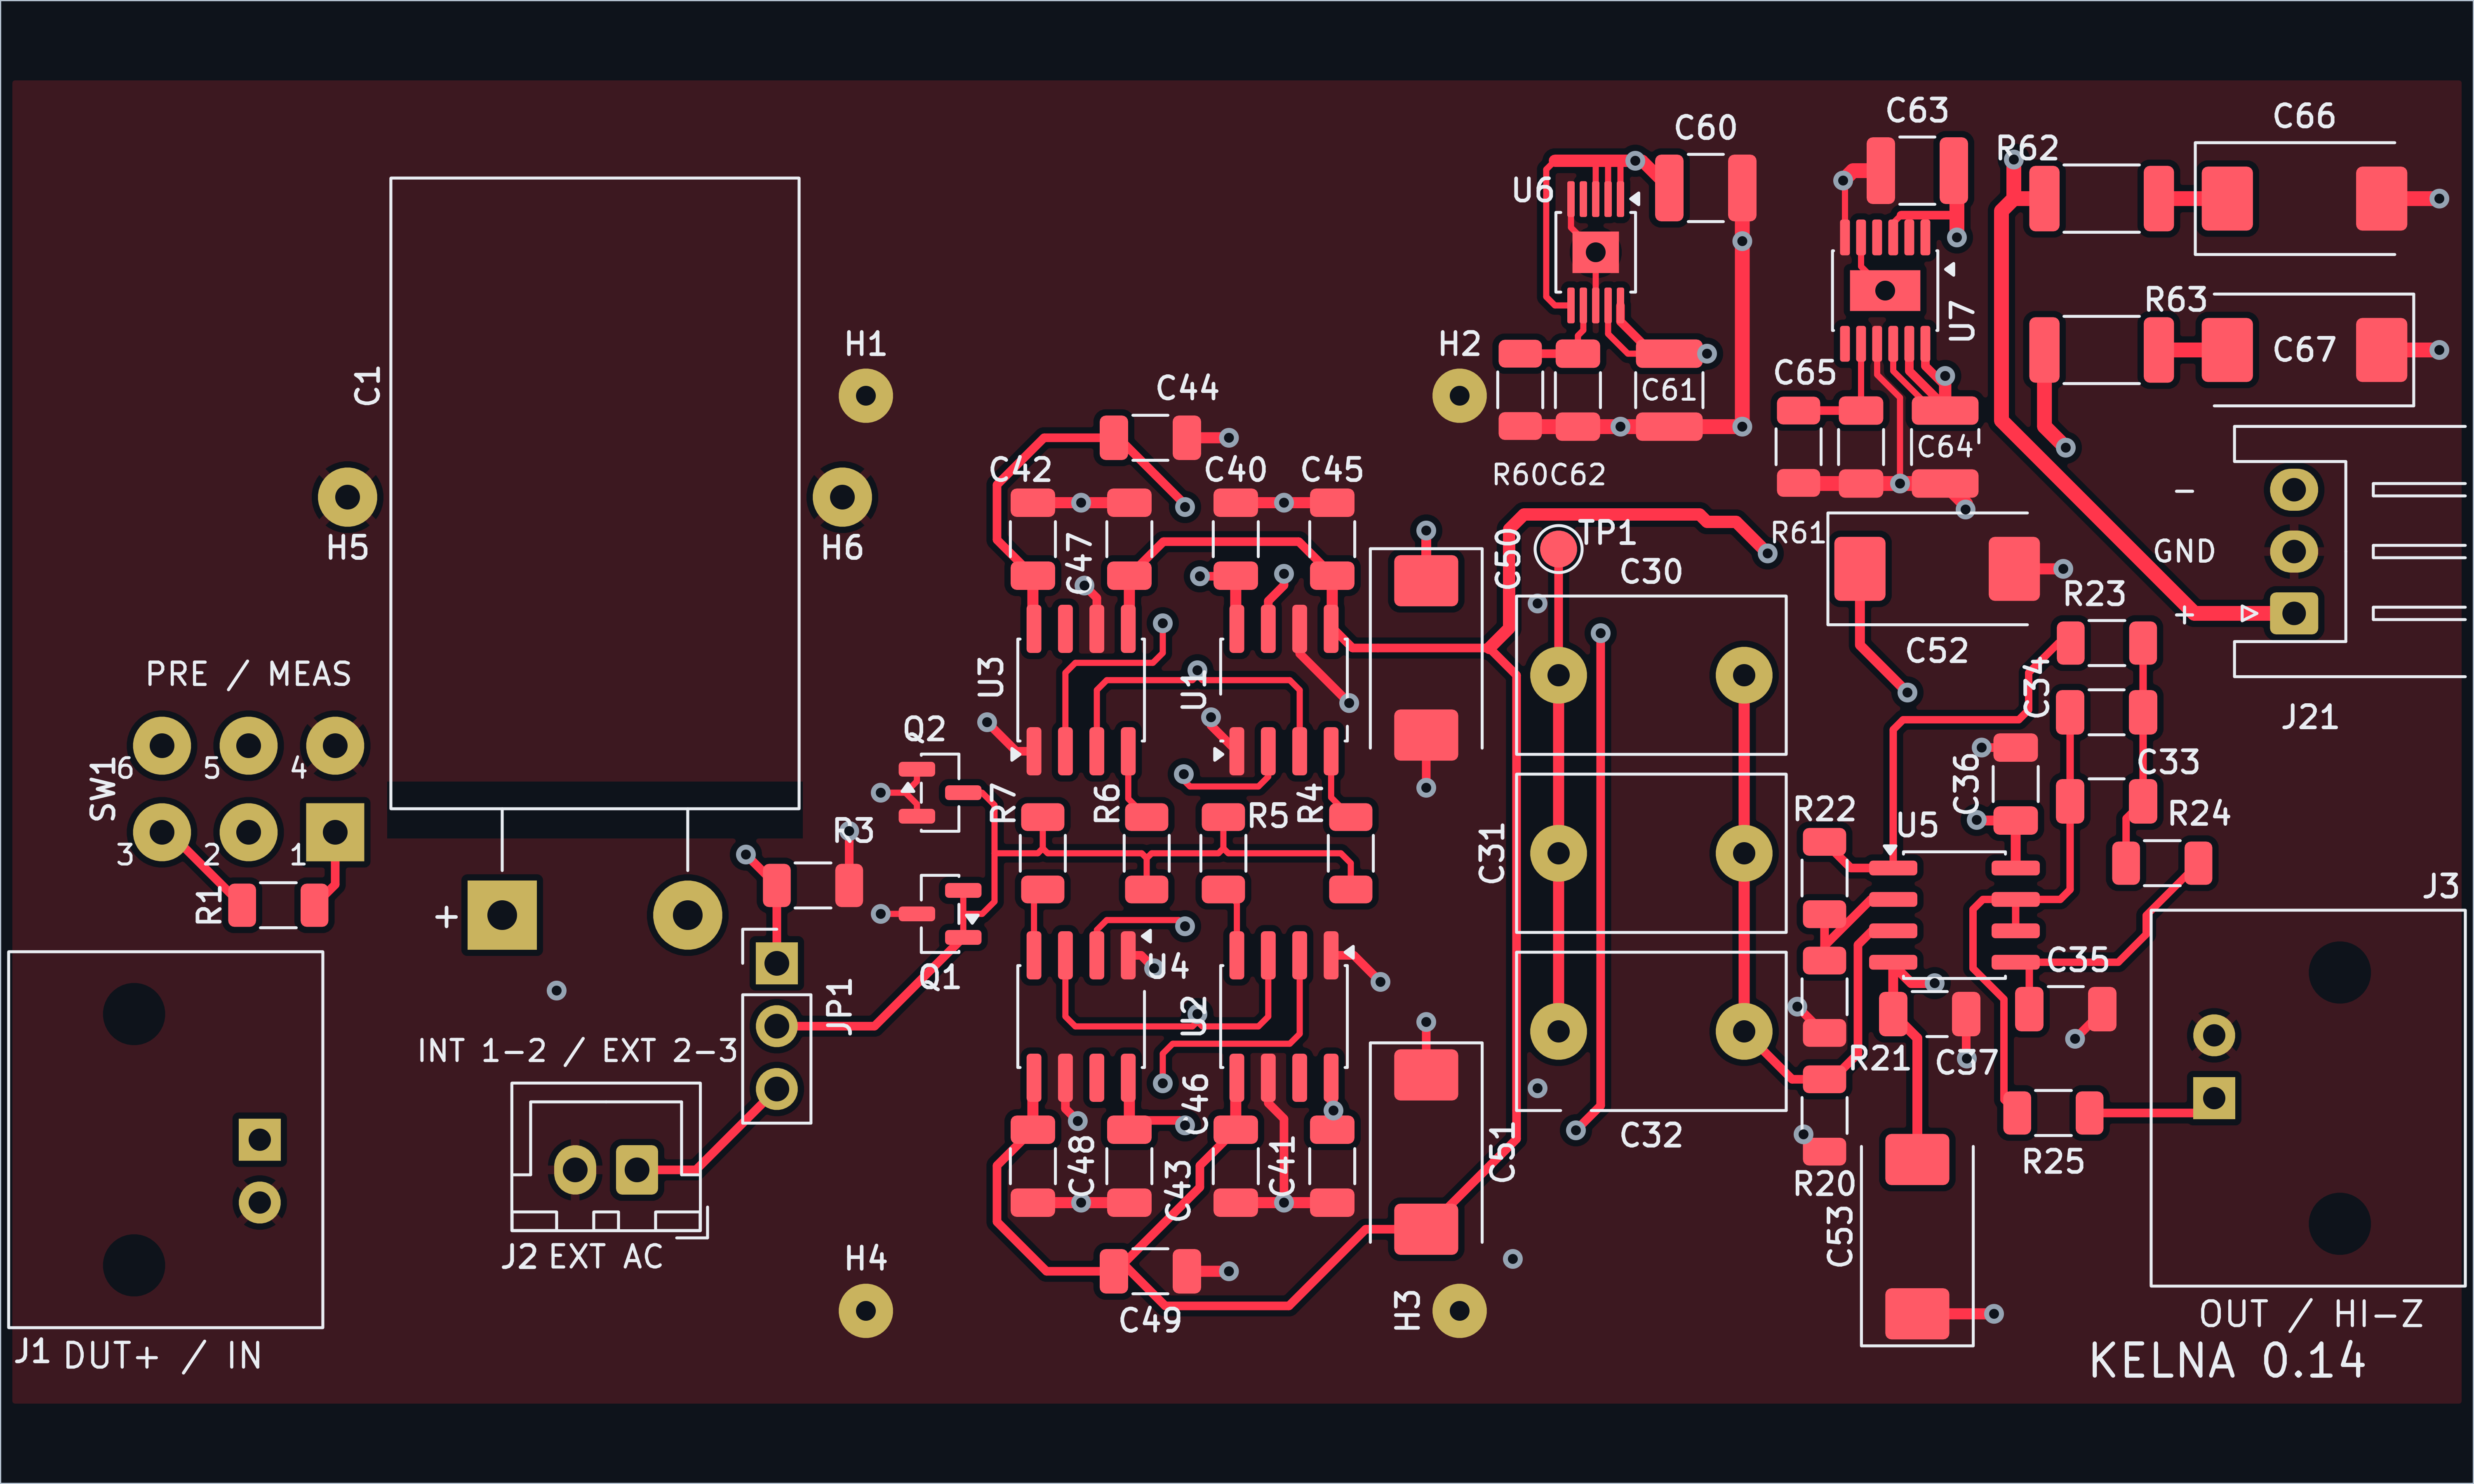 C63
C66
C60
R62
U6
R63
U7
H1
H2
C67
C65
C1
C44
C61
C64
C42
C40
C45
R60
C62
-
TP1
R61
H5
H6
C47
C50
C30
GND
R23
+
C52
PRE / MEAS
U3
U1
C34
J21
Q2
6
5
4
C33
SW1
C36
R7
R6
R5
R4
R22
R24
R3
U5
C31
3
2
1
J3
R1
+
Q1
U4
C35
JP1
U2
INT 1-2 / EXT 2-3
R21
C37
C46
C32
C48
C43
C41
C51
R25
R20
C53
J2
EXT AC
H4
H3
C49
OUT / HI-Z
J1
DUT+ / IN
KELNA 0.14